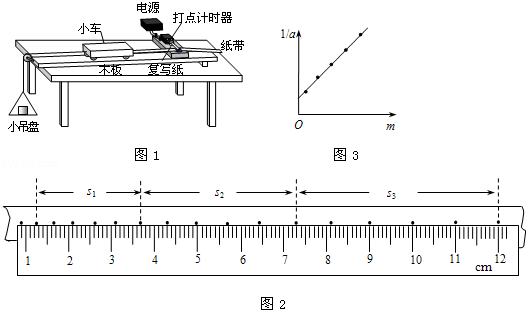 电源
打点计时器
小车
纸带
木板
复写纸
小吊盘
图1
1/a
O
m
图3
s1
s2
s3
1 2 3 4 5 6 7 8 9 10 11 12
cm
图2